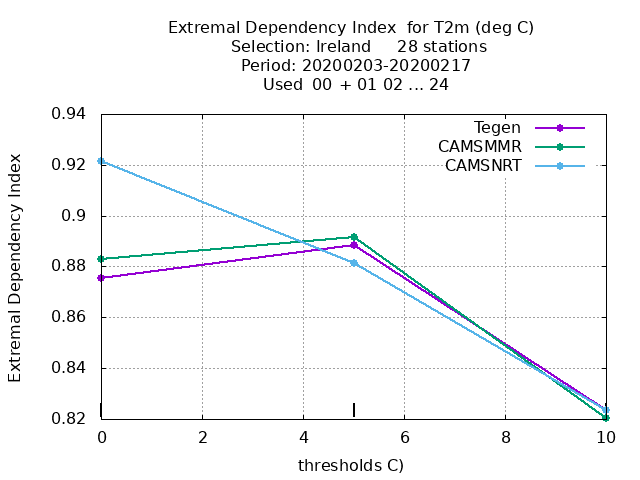 Extremal Dependency Index  for T2m (deg C)
Selection: Ireland     28 stations
Period: 20200203-20200217
Used  00  + 01 02 ... 24
Extremal Dependency Index
0.94
0.92
0.9
0.88
0.86
0.84
0.82
Tegen
CAMSMMR
CAMSNRT
0
2
4
6
8
10
thresholds C)